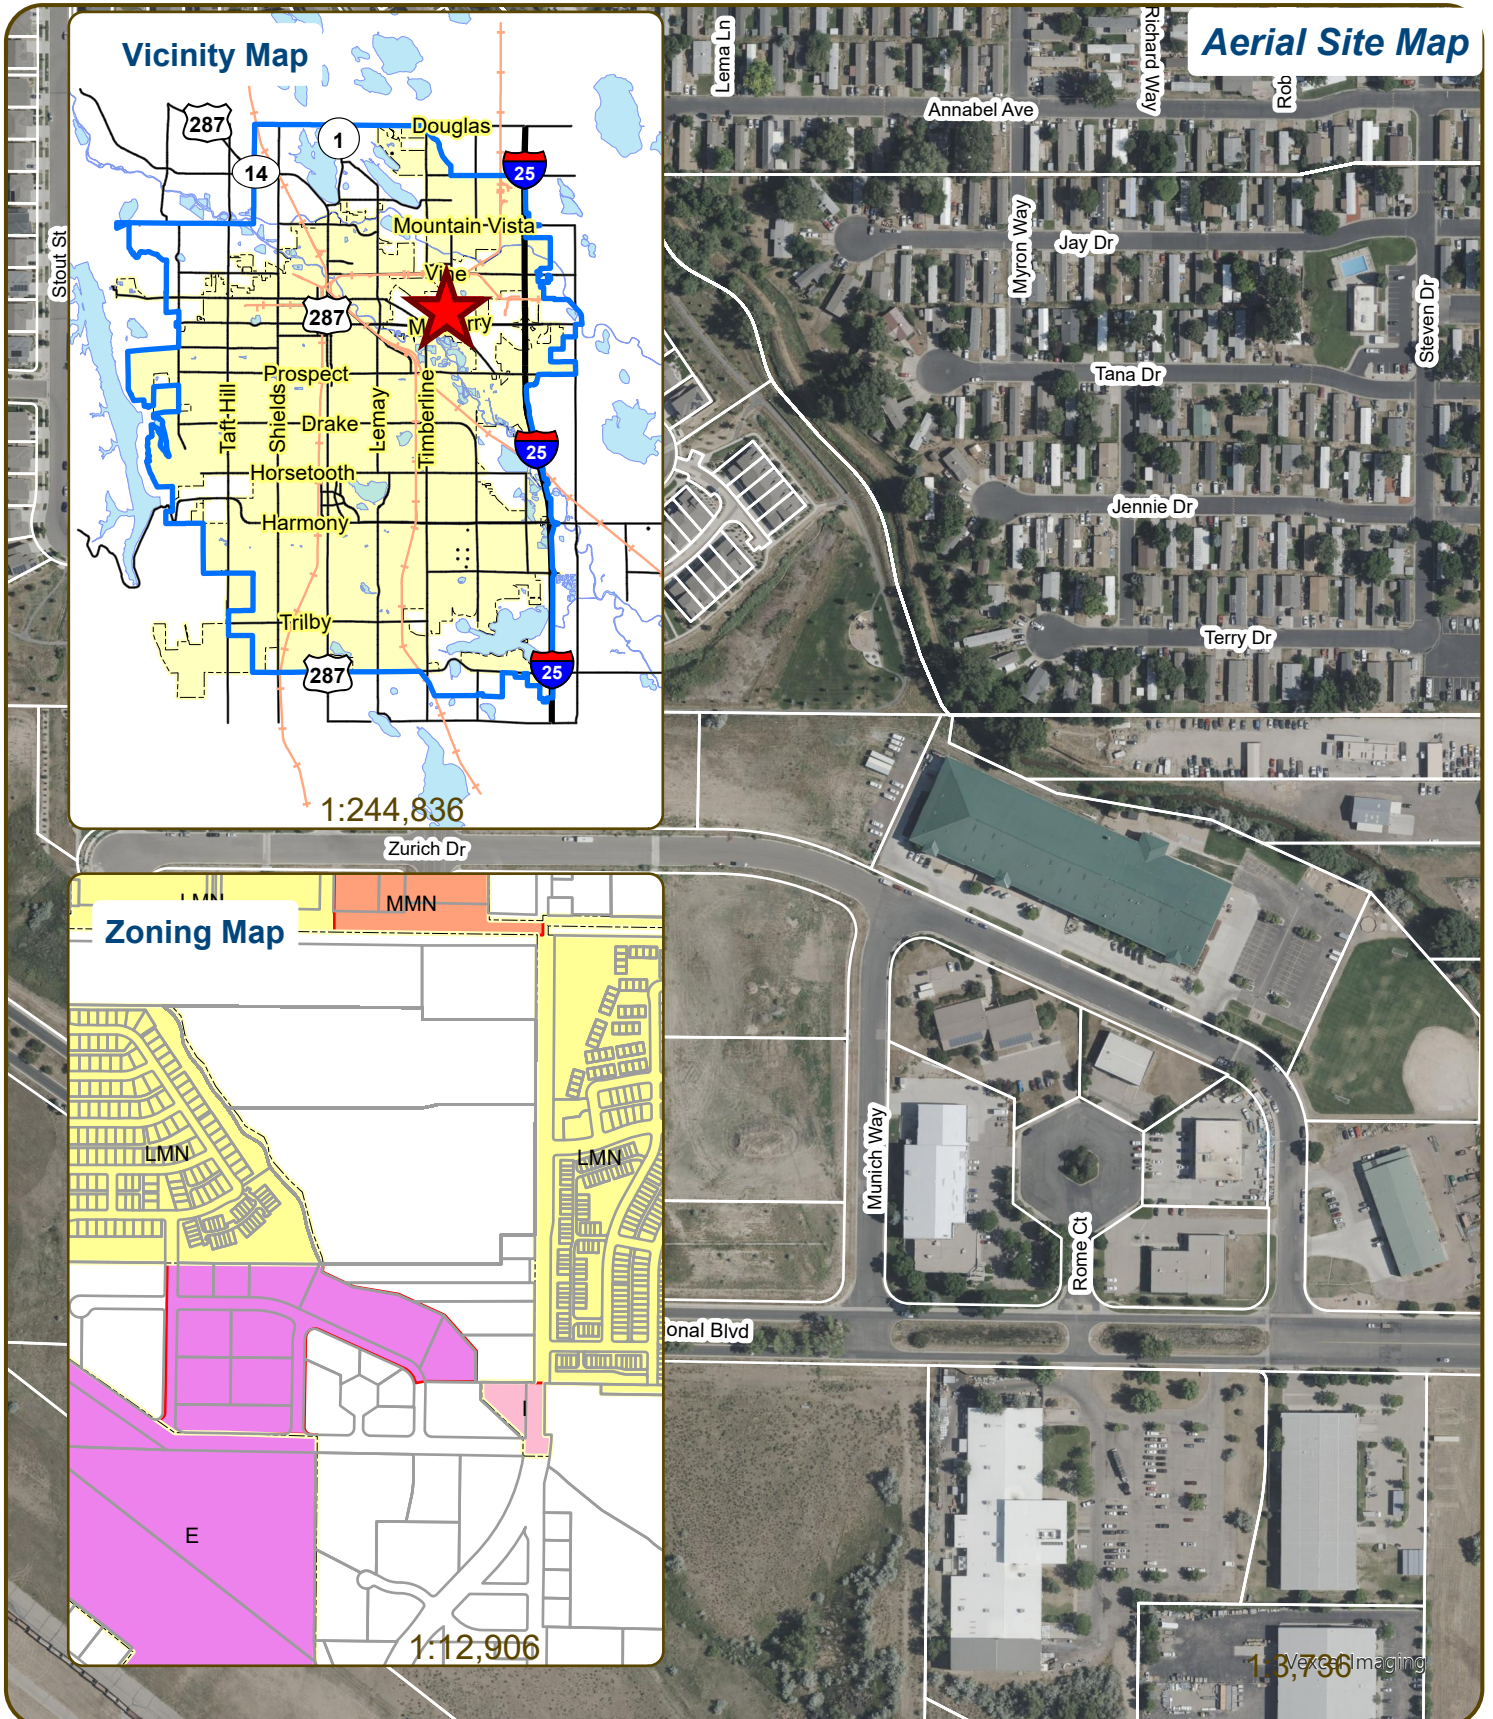 Aerial Site Map
Lema Ln
Richard Way
Rob
Annabel Ave
Stout St
Myron Way
Jay Dr
Steven Dr
Tana Dr
Jennie Dr
Terry Dr
Vicinity Map
287
1
Douglas
14
25
Mountain-Vista
Vine
287
M
rry
Prospect
Taft-Hill
Shields
Drake
Lemay
Timberline
25
Horsetooth
Harmony
Trilby
287
25
1:244,836
Zurich Dr
Zoning Map
LMN
MMN
LMN
LMN
I
E
1:12,906
Munich Way
Rome Ct
onal Blvd
1:3,736
Vexcel Imaging